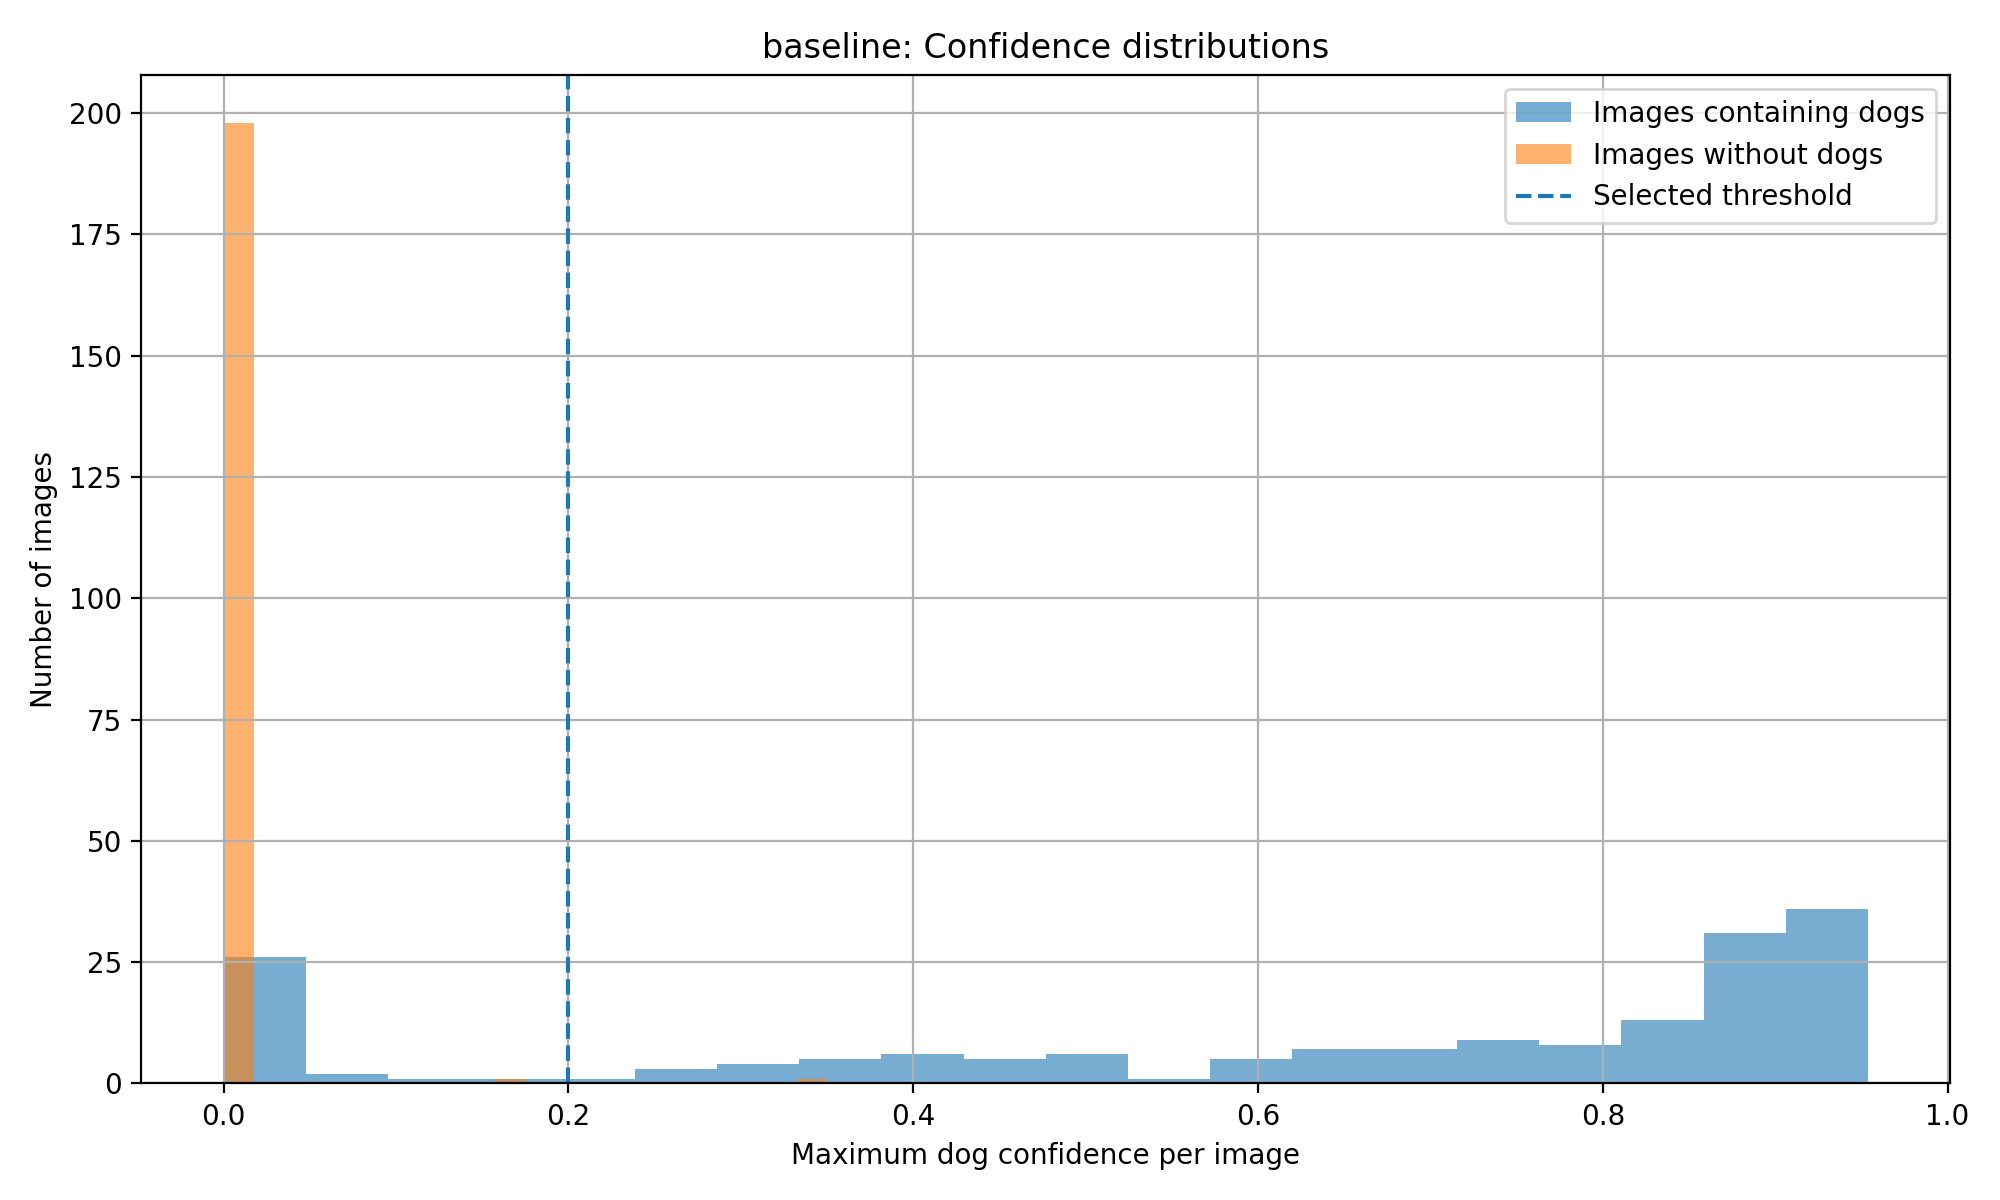 baseline: Confidence distributions
Images containing dogs
Images without dogs
Selected threshold
Number of images
200
175
150
125
100
75
50
25
0
0.0 0.2 0.4 0.6 0.8 1.0
Maximum dog confidence per image